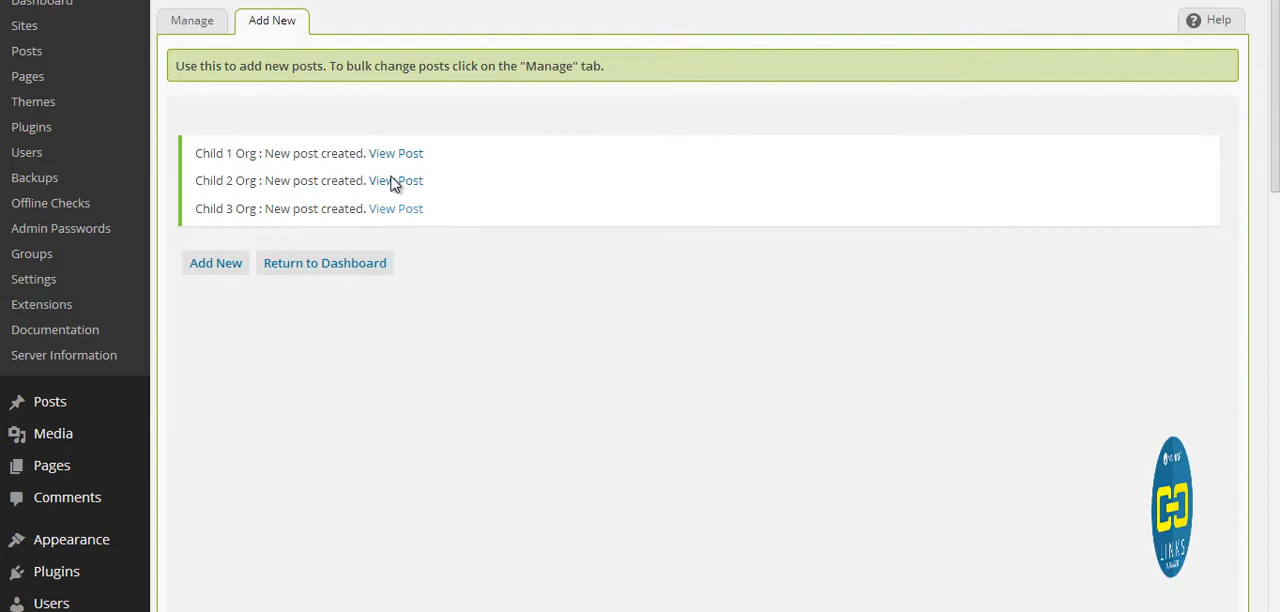 Dashboard
Sites
Posts
Pages
Themes
Plugins
Users
Backups
Offline Checks
Admin Passwords
Groups
Settings
Extensions
Documentation
Server Information
Posts
Media
Pages
Comments
Appearance
Plugins
Users
Manage
Add New
Help
Use this to add new posts. To bulk change posts click on the "Manage" tab.
Child 1 Org : New post created. View Post
Child 2 Org : New post created. View Post
Child 3 Org : New post created. View Post
Add New
Return to Dashboard
LINKS